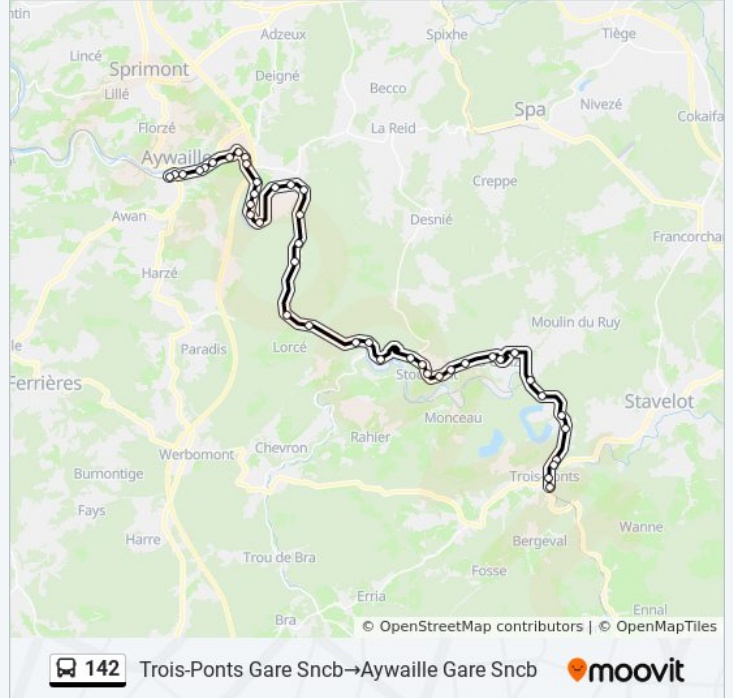 ntin
Adzeux
Spixhe
Tiège
Lincé
Sprimont
Deigné
Lillé
Becco
Spa
Nivezé
Cokaifa
Florzé
La Reid
Aywaille
Creppe
Awan
Desnié
Francorcha
Harzé
Moulin du Ruy
le
Paradis
Lorcé
Ferrières
Stavelot
Monceau
Rahier
Werbomont
Chevron
Burnontige
Trois-Ponts
Fays
Wanne
Harre
Bergeval
Trou de Bra
Fosse
Erria
Ennal
Bra
© OpenStreetMap contributors | © OpenMapTiles
142 Trois-Ponts Gare Sncb→Aywaille Gare Sncb moovit